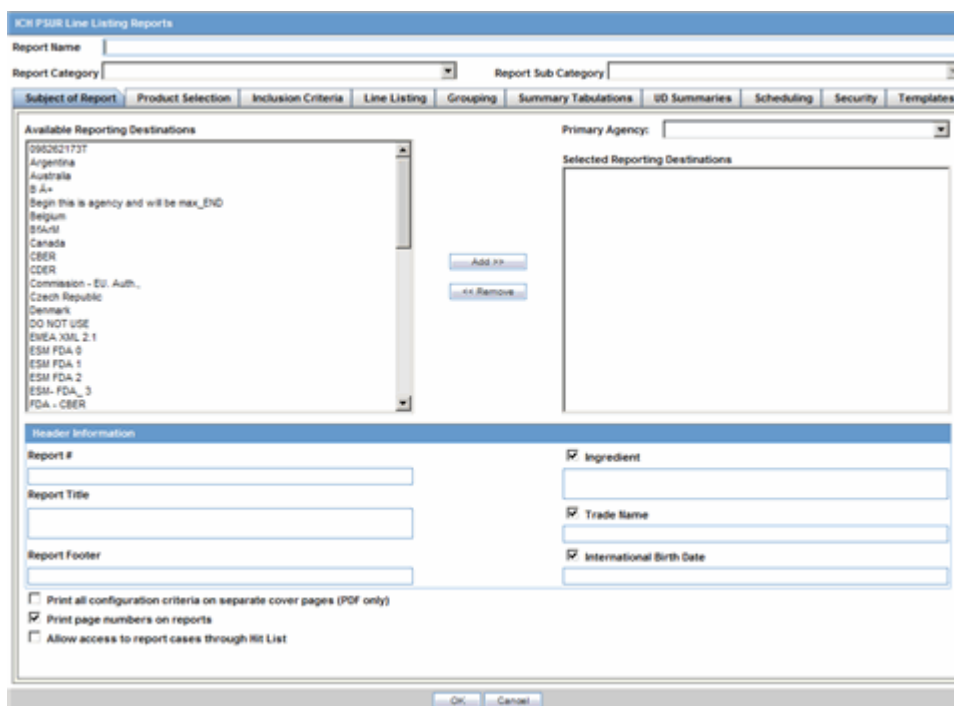 ICH PSUR Line Listing Reports
Report Name
Report Category
Report Sub Category
Subject of Report
Product Selection
Inclusion Criteria
Line Listing
Grouping
Summary Tabulations
UD Summaries
Scheduling
Security
Templates
Available Reporting Destinations
098262173T
Argentina
Australia
B Ä+
Begin this is agency and will be max_END
Belgium
BfArM
Canada
CBER
CDER
Commission - EU. Auth.,
Czech Republic
Denmark
DO NOT USE
EMEA XML 2.1
ESM FDA 0
ESM FDA 1
ESM FDA 2
ESM- FDA_ 3
FDA - CBER
Add >>
<< Remove
Primary Agency:
Selected Reporting Destinations
Header Information
Report #
Report Title
Report Footer
Ingredient
Trade Name
International Birth Date
Print all configuration criteria on separate cover pages (PDF only)
Print page numbers on reports
Allow access to report cases through Hit List
OK
Cancel